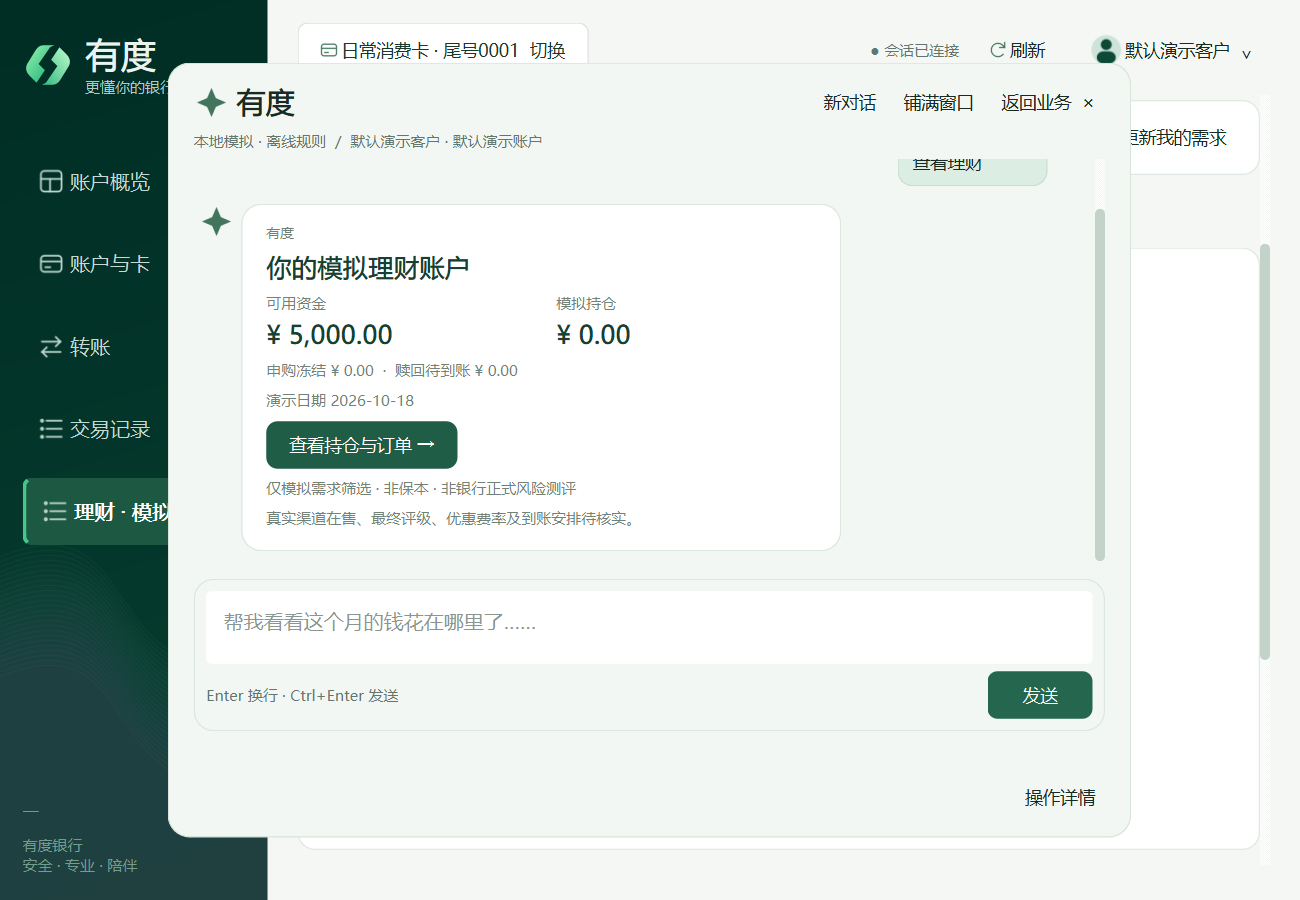 有度
更懂你的银行
账户概览
账户与卡
转账
交易记录
理财 · 模拟
—
有度银行
安全 · 专业 · 陪伴
日常消费卡 · 尾号0001 切换
● 会话已连接
刷新
默认演示客户
更新我的需求
有度
新对话
铺满窗口
返回业务 ×
本地模拟 · 离线规则 / 默认演示客户 · 默认演示账户
查看理财
有度
你的模拟理财账户
可用资金
模拟持仓
¥ 5,000.00
¥ 0.00
申购冻结 ¥ 0.00 · 赎回待到账 ¥ 0.00
演示日期 2026-10-18
查看持仓与订单 →
仅模拟需求筛选 · 非保本 · 非银行正式风险测评
真实渠道在售、最终评级、优惠费率及到账安排待核实。
帮我看看这个月的钱花在哪里了……
Enter 换行 · Ctrl+Enter 发送
发送
操作详情